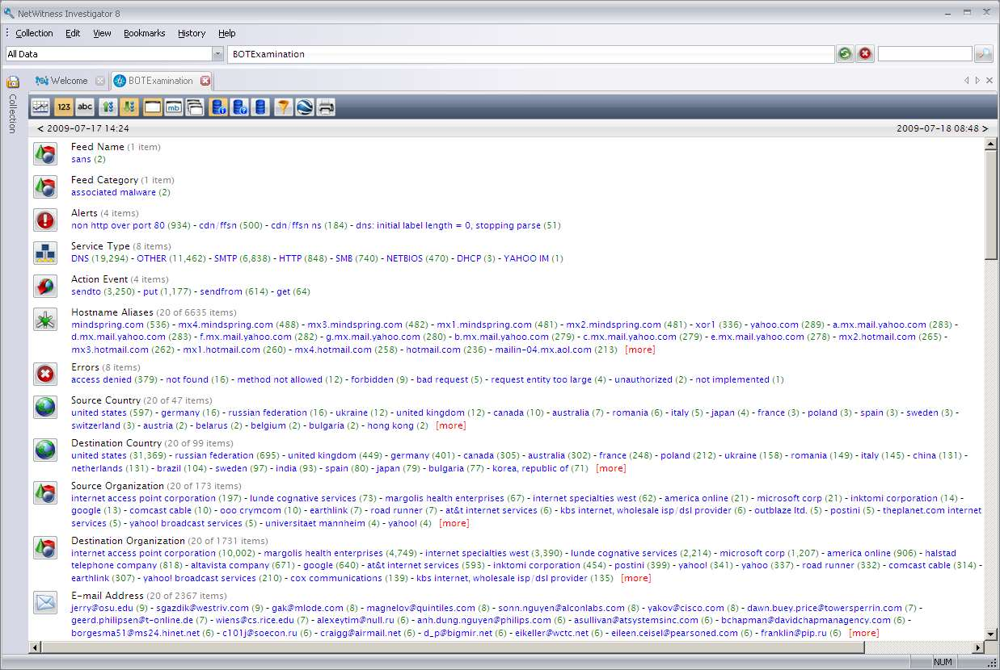 NetWitness Investigator 8
Collection Edit View Bookmarks History Help
All Data BOTExamination
Welcome BOTExamination
Collection
123 abc mb
< 2009-07-17 14:24 2009-07-18 08:48 >
Feed Name (1 item)
sans (2)
Feed Category (1 item)
associated malware (2)
Alerts (4 items)
non http over port 80 (934) - cdn/ffsn (500) - cdn/ffsn ns (184) - dns: initial label length = 0, stopping parse (51)
Service Type (8 items)
DNS (19,294) - OTHER (11,462) - SMTP (6,838) - HTTP (848) - SMB (740) - NETBIOS (470) - DHCP (3) - YAHOO IM (1)
Action Event (4 items)
sendto (3,250) - put (1,177) - sendfrom (614) - get (64)
Hostname Aliases (20 of 6635 items)
mindspring.com (536) - mx4.mindspring.com (488) - mx3.mindspring.com (482) - mx1.mindspring.com (481) - mx2.mindspring.com (481) - xor1 (336) - yahoo.com (289) - a.mx.mail.yahoo.com (283) -
d.mx.mail.yahoo.com (283) - f.mx.mail.yahoo.com (282) - g.mx.mail.yahoo.com (280) - b.mx.mail.yahoo.com (279) - c.mx.mail.yahoo.com (279) - e.mx.mail.yahoo.com (278) - mx2.hotmail.com (265) -
mx3.hotmail.com (262) - mx1.hotmail.com (260) - mx4.hotmail.com (258) - hotmail.com (236) - mailin-04.mx.aol.com (213) [more]
Errors (8 items)
access denied (379) - not found (16) - method not allowed (12) - forbidden (9) - bad request (5) - request entity too large (4) - unauthorized (2) - not implemented (1)
Source Country (20 of 47 items)
united states (597) - germany (16) - russian federation (16) - ukraine (12) - united kingdom (12) - canada (10) - australia (7) - romania (6) - italy (5) - japan (4) - france (3) - poland (3) - spain (3) - sweden (3) -
switzerland (3) - austria (2) - belarus (2) - belgium (2) - bulgaria (2) - hong kong (2) [more]
Destination Country (20 of 99 items)
united states (31,369) - russian federation (695) - united kingdom (449) - germany (401) - canada (305) - australia (302) - france (248) - poland (212) - ukraine (158) - romania (149) - italy (145) - china (131) -
netherlands (131) - brazil (104) - sweden (97) - india (93) - spain (80) - japan (79) - bulgaria (77) - korea, republic of (71) [more]
Source Organization (20 of 173 items)
internet access point corporation (197) - lunde cognative services (73) - margolis health enterprises (67) - internet specialties west (62) - america online (21) - microsoft corp (21) - inktomi corporation (14) -
google (13) - comcast cable (10) - ooo crymcom (10) - earthlink (7) - road runner (7) - at&t internet services (6) - kbs internet, wholesale isp/dsl provider (6) - outblaze ltd. (5) - postini (5) - theplanet.com internet
services (5) - yahoo! broadcast services (5) - universitaet mannheim (4) - yahoo! (4) [more]
Destination Organization (20 of 1731 items)
internet access point corporation (10,002) - margolis health enterprises (4,749) - internet specialties west (3,390) - lunde cognative services (2,214) - microsoft corp (1,207) - america online (906) - halstad
telephone company (818) - altavista company (671) - google (640) - at&t internet services (593) - inktomi corporation (454) - postini (399) - yahoo! (341) - yahoo (337) - road runner (332) - comcast cable (314) -
earthlink (307) - yahoo! broadcast services (210) - cox communications (139) - kbs internet, wholesale isp/dsl provider (135) [more]
E-mail Address (20 of 2367 items)
jerry@osu.edu (9) - sgazdik@westriv.com (9) - gak@mlode.com (8) - magnelov@quintiles.com (8) - sonn.nguyen@alconlabs.com (8) - yakov@cisco.com (8) - dawn.buey.price@towersperrin.com (7) -
geerd.philipsen@t-online.de (7) - wiens@cs.rice.edu (7) - alexeytim@null.ru (6) - anh.dung.nguyen@philips.com (6) - asullivan@atsystemsinc.com (6) - bchapman@davidchapmanagency.com (6) -
borgesma51@ms24.hinet.net (6) - c101j@soecon.ru (6) - craigg@airmail.net (6) - d_p@bigmir.net (6) - eikeller@wctc.net (6) - eileen.ceisel@pearsoned.com (6) - franklin@pip.ru (6) [more]
NUM